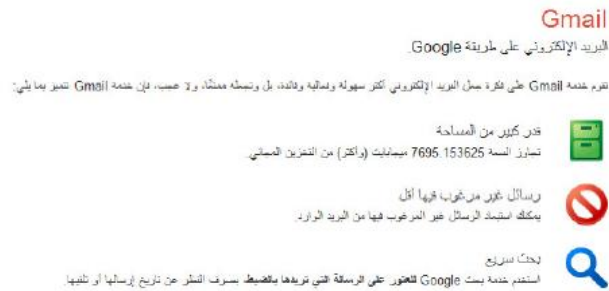 Gmail
البريد الإلكتروني على طريقة Google.
تقوم خدمة Gmail على فكرة جعل البريد الإلكتروني أكثر سهولة وفعالية وفائدة، بل وتجعله ممتعًا. ولا عجب، فإن خدمة Gmail تتميز بما يلي:
قدر كبير من المساحة
تجاوز السعة 7695.153625 ميجابايت (وأكثر) من التخزين المجاني.
رسائل غير مرغوب فيها أقل
يمكنك استبعاد الرسائل غير المرغوب فيها من البريد الوارد.
بحث سريع
استخدم خدمة بحث Google للعثور على الرسالة التي تريدها بالضبط، بصرف النظر عن تاريخ إرسالها أو تلقيها.